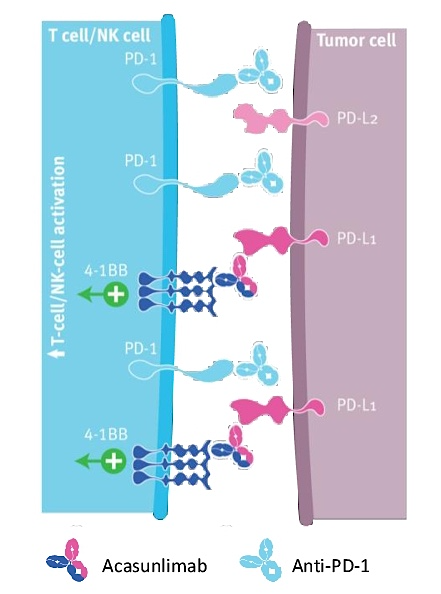 T cell/NK cell
Tumor cell
PD-1
PD-L2
PD-1
PD-L1
4-1BB
+
PD-1
PD-L1
4-1BB
+
↑T-cell/NK-cell activation
Acasunlimab
Anti-PD-1